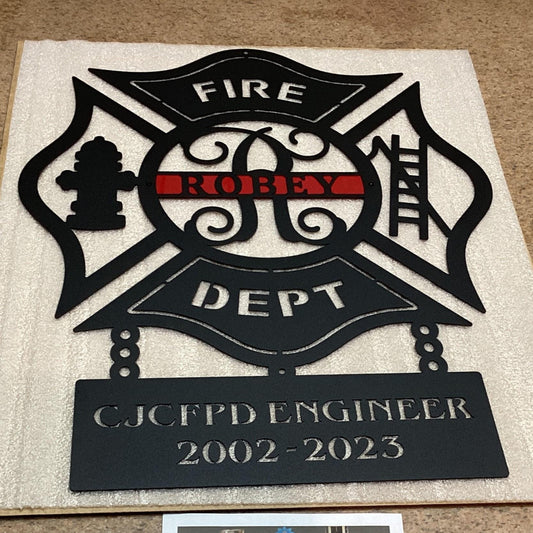 FIRE
R
ROBEY
DEPT
CJCFPD ENGINEER
2002-2023